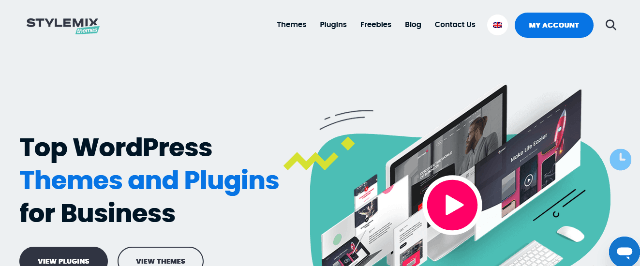 STYLEMIX
themes
Themes Plugins Freebies Blog Contact Us MY ACCOUNT
Top WordPress
Themes and Plugins
for Business
Make Life Easier
VIEW PLUGINS VIEW THEMES